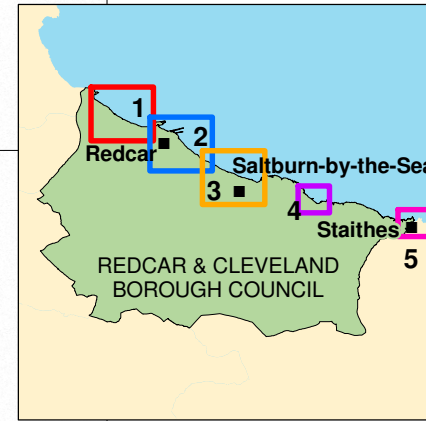 1
2
Redcar
Saltburn-by-the-Sea
3
4
Staithes
5
REDCAR & CLEVELAND
BOROUGH COUNCIL